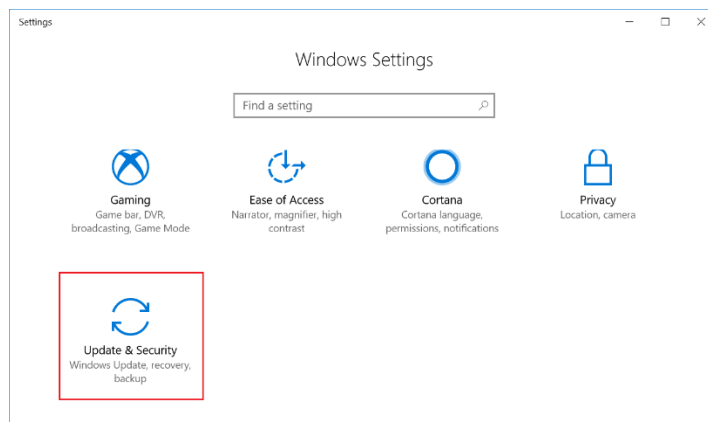 Settings
Windows Settings
Find a setting
Gaming
Game bar, DVR,
broadcasting, Game Mode
Ease of Access
Narrator, magnifier, high
contrast
Cortana
Cortana language,
permissions, notifications
Privacy
Location, camera
Update & Security
Windows Update, recovery,
backup